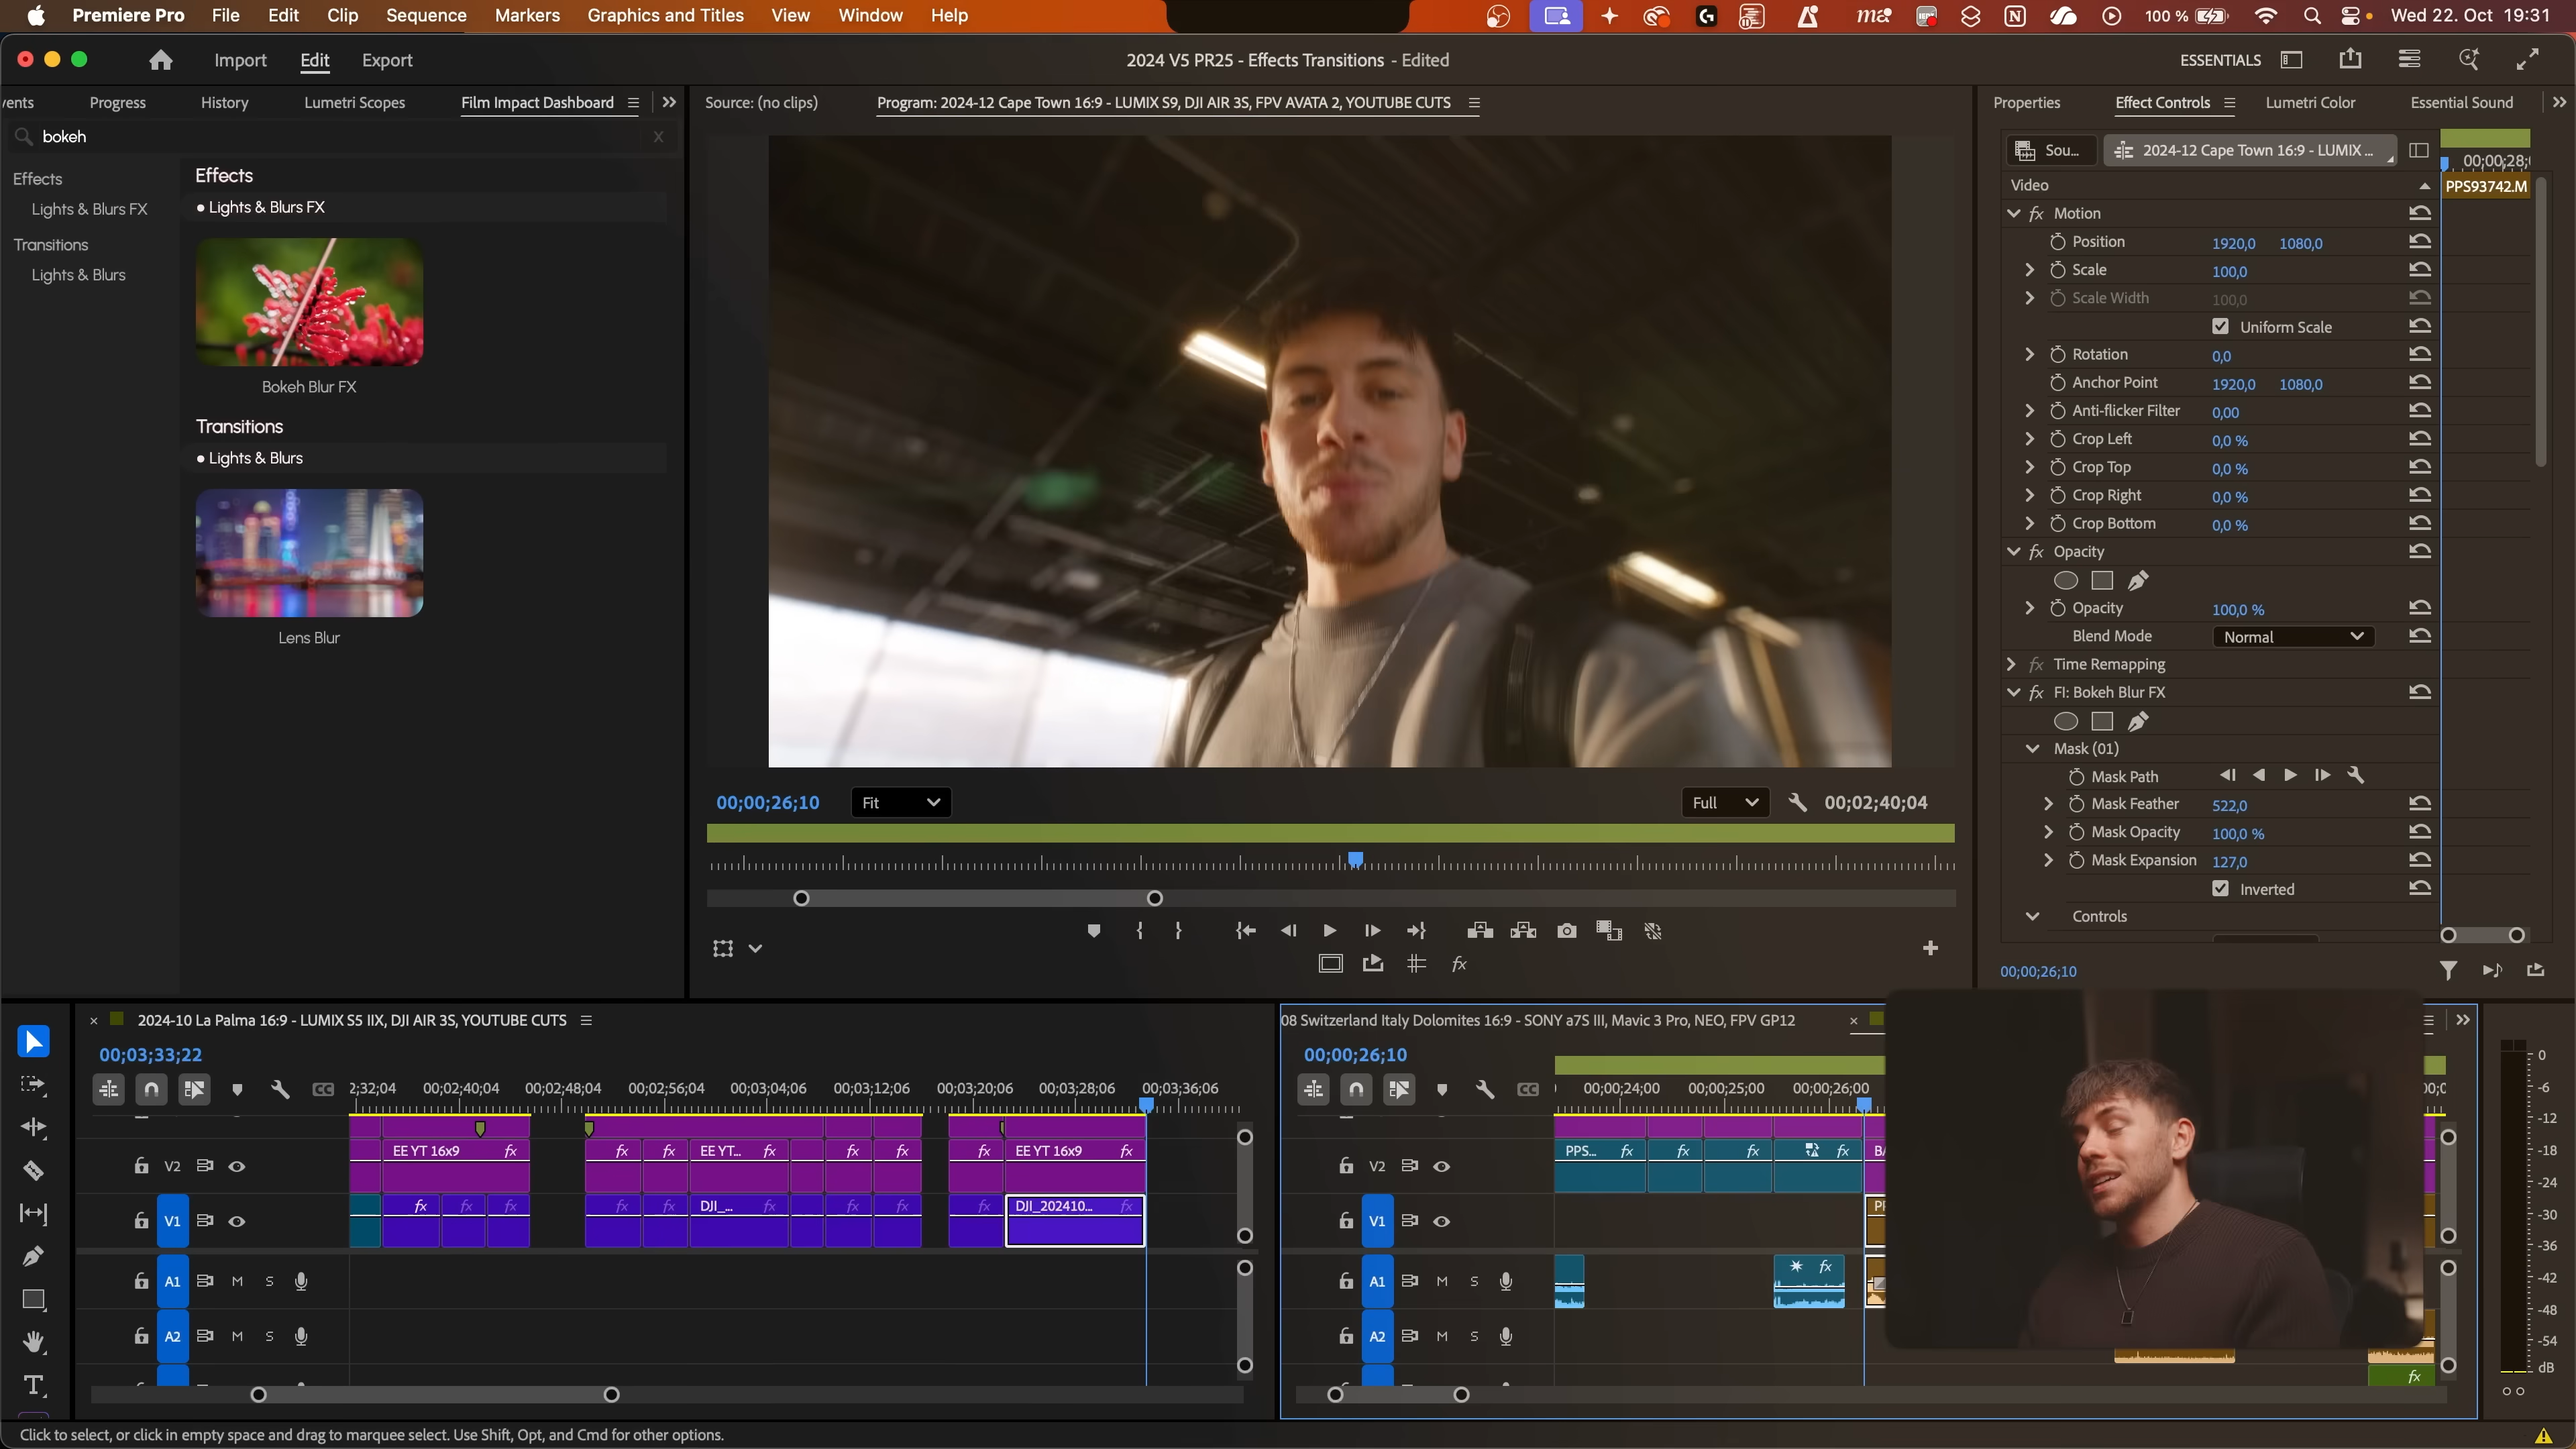 Premiere Pro File Edit Clip Sequence Markers Graphics and Titles View Window Help 100 % Wed 22. Oct 19:31
Import Edit Export 2024 V5 PR25 - Effects Transitions - Edited ESSENTIALS
vents Progress History Lumetri Scopes Film Impact Dashboard
Source: (no clips) Program: 2024-12 Cape Town 16:9 - LUMIX S9, DJI AIR 3S, FPV AVATA 2, YOUTUBE CUTS
Properties Effect Controls Lumetri Color Essential Sound
bokeh X
Effects
Lights & Blurs FX
Transitions
Lights & Blurs
Effects
• Lights & Blurs FX
Bokeh Blur FX
Transitions
• Lights & Blurs
Lens Blur
Sou... 2024-12 Cape Town 16:9 - LUMIX ... 00;00;28;
Video PPS93742.M
fx Motion
Position 1920,0 1080,0
Scale 100,0
Scale Width 100,0
Uniform Scale
Rotation 0,0
Anchor Point 1920,0 1080,0
Anti-flicker Filter 0,00
Crop Left 0,0 %
Crop Top 0,0 %
Crop Right 0,0 %
Crop Bottom 0,0 %
fx Opacity
Opacity 100,0 %
Blend Mode Normal
fx Time Remapping
fx FI: Bokeh Blur FX
Mask (01)
Mask Path
Mask Feather 522,0
Mask Opacity 100,0 %
Mask Expansion 127,0
Inverted
Controls
00;00;26;10
00;00;26;10 Fit Full 00;02;40;04
fx
× 2024-10 La Palma 16:9 - LUMIX S5 IIX, DJI AIR 3S, YOUTUBE CUTS
00;03;33;22
2;32;04 00;02;40;04 00;02;48;04 00;02;56;04 00;03;04;06 00;03;12;06 00;03;20;06 00;03;28;06 00;03;36;06
V2 EE YT 16x9 fx fx fx EE YT... fx fx fx fx fx EE YT 16x9 fx
V1 fx fx fx fx fx DJI_... fx fx fx fx DJI_202410... fx
A1 M S
A2 M S
08 Switzerland Italy Dolomites 16:9 - SONY a7S III, Mavic 3 Pro, NEO, FPV GP12 ×
00;00;26;10
00;00;24;00 00;00;25;00 00;00;26;00
V2 PPS... fx fx fx fx
V1
A1 M S fx
A2 M S
fx
0
-6
-12
-18
-24
-30
-36
-42
-48
-54
dB
Click to select, or click in empty space and drag to marquee select. Use Shift, Opt, and Cmd for other options.